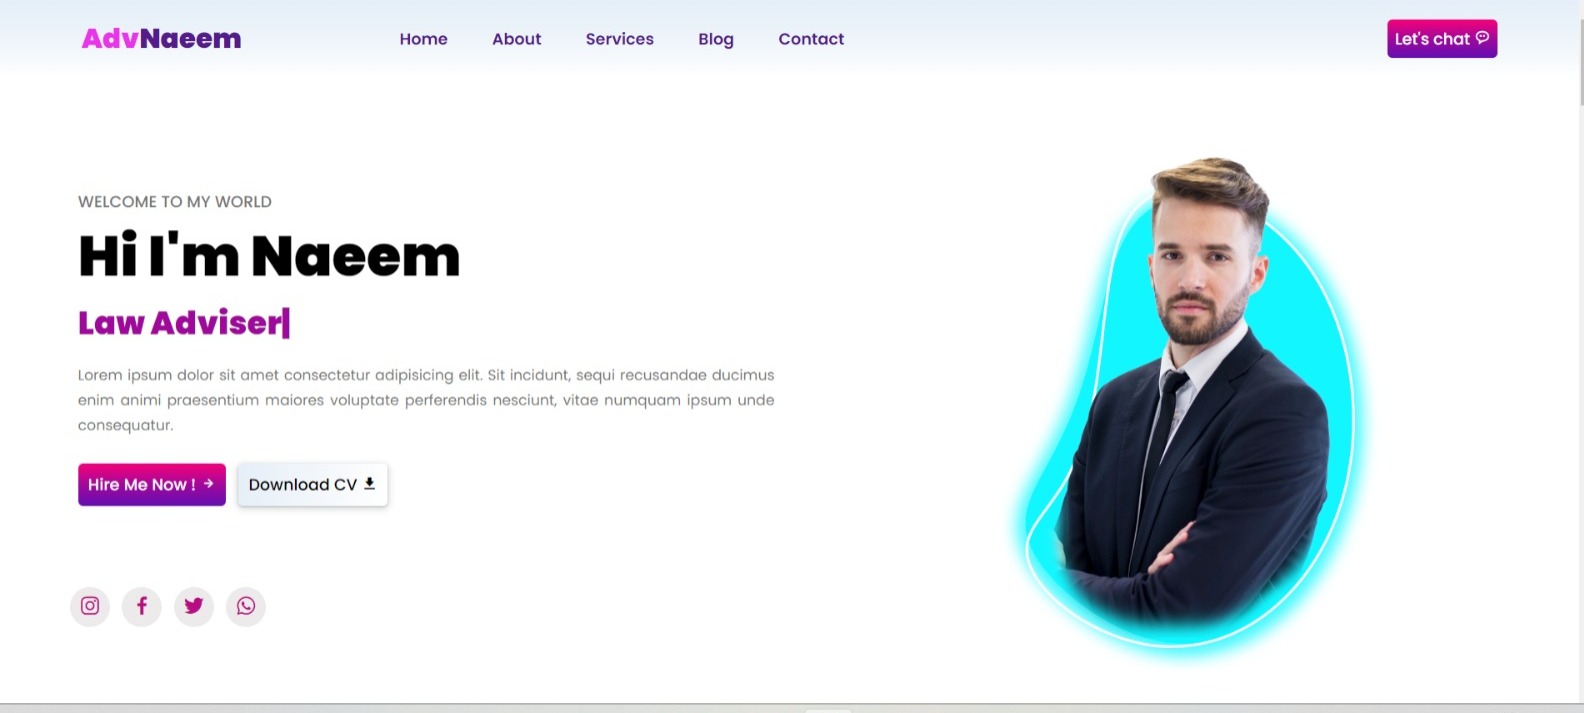 AdvNaeem
Home About Services Blog Contact
Let's chat
WELCOME TO MY WORLD
Hi I'm Naeem
Law Adviser
Lorem ipsum dolor sit amet consectetur adipisicing elit. Sit incidunt, sequi recusandae ducimus
enim animi praesentium maiores voluptate perferendis nesciunt, vitae numquam ipsum unde
consequatur.
Hire Me Now !
Download CV